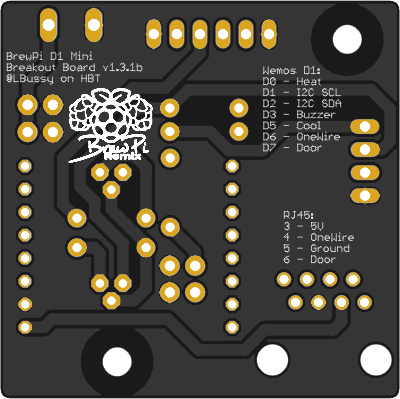 BrewPi D1 Mini
Breakout Board v1.3.1b
@LBussy on HBT
Wemos D1:
D0 - Heat
D1 - I2C SCL
D2 - I2C SDA
D3 - Buzzer
D5 - Cool
D6 - OneWire
D7 - Door
BrewPi
Remix
RJ45:
3 - 5V
4 - OneWire
5 - Ground
6 - Door